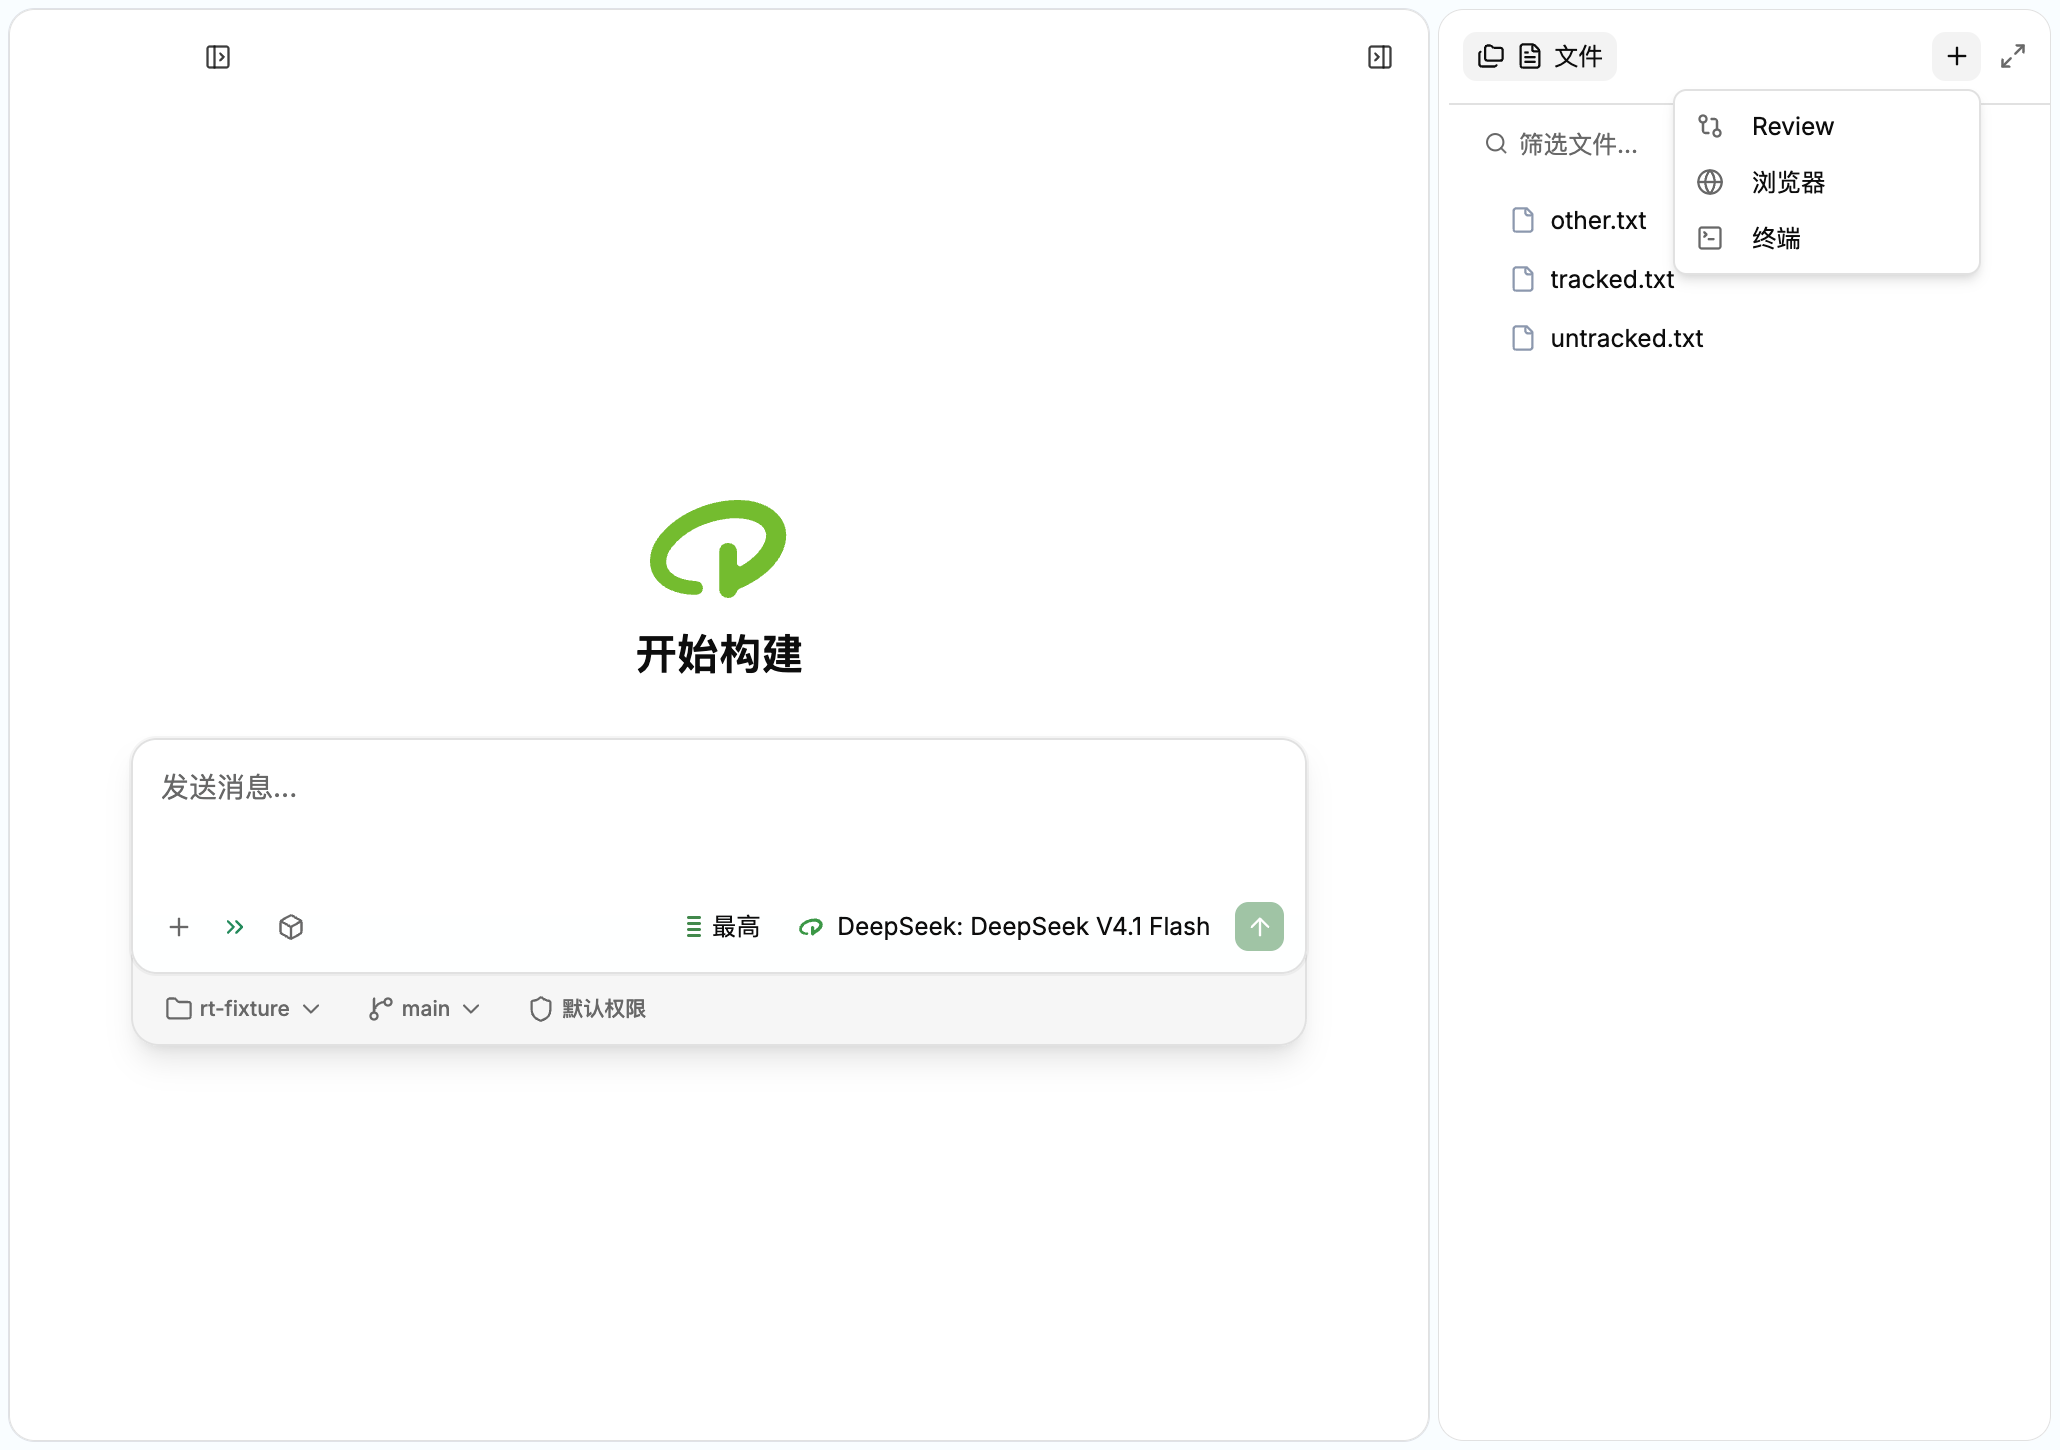 文件
Review
浏览器
终端
筛选文件...
other.txt
tracked.txt
untracked.txt
开始构建
发送消息...
最高 DeepSeek: DeepSeek V4.1 Flash
rt-fixture main 默认权限